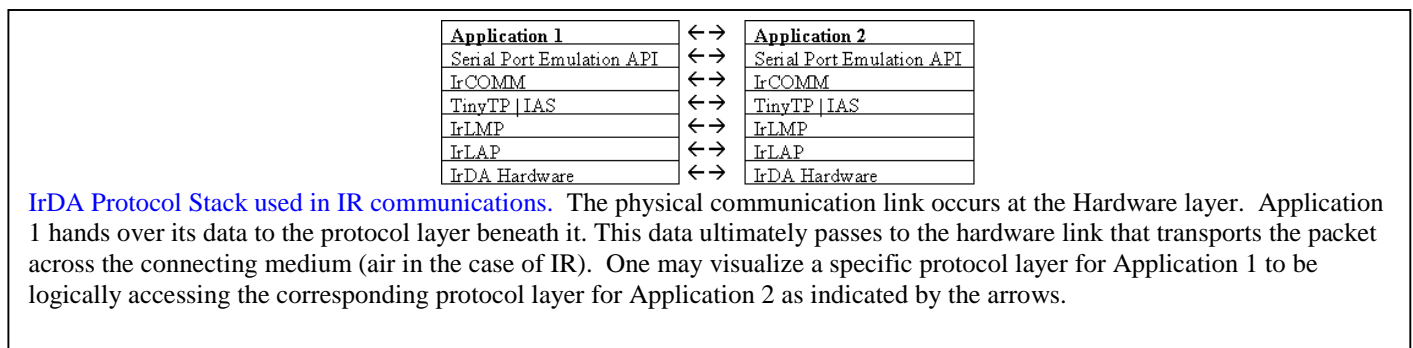 Application 1 ←→ Application 2
Serial Port Emulation API ←→ Serial Port Emulation API
IrCOMM ←→ IrCOMM
TinyTP | IAS ←→ TinyTP | IAS
IrLMP ←→ IrLMP
IrLAP ←→ IrLAP
IrDA Hardware ←→ IrDA Hardware
IrDA Protocol Stack used in IR communications. The physical communication link occurs at the Hardware layer. Application
1 hands over its data to the protocol layer beneath it. This data ultimately passes to the hardware link that transports the packet
across the connecting medium (air in the case of IR). One may visualize a specific protocol layer for Application 1 to be
logically accessing the corresponding protocol layer for Application 2 as indicated by the arrows.